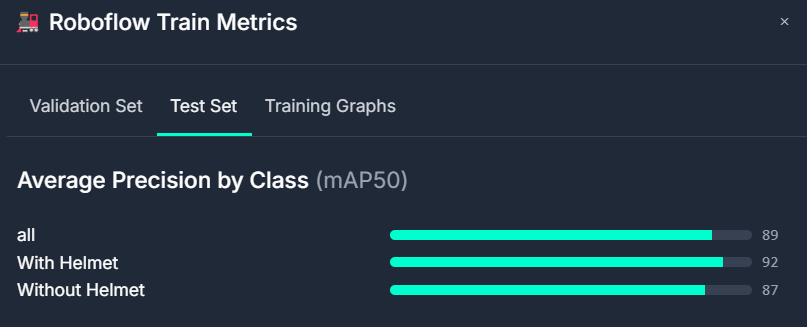 Roboflow Train Metrics ×
Validation Set Test Set Training Graphs
Average Precision by Class (mAP50)
all 89
With Helmet 92
Without Helmet 87